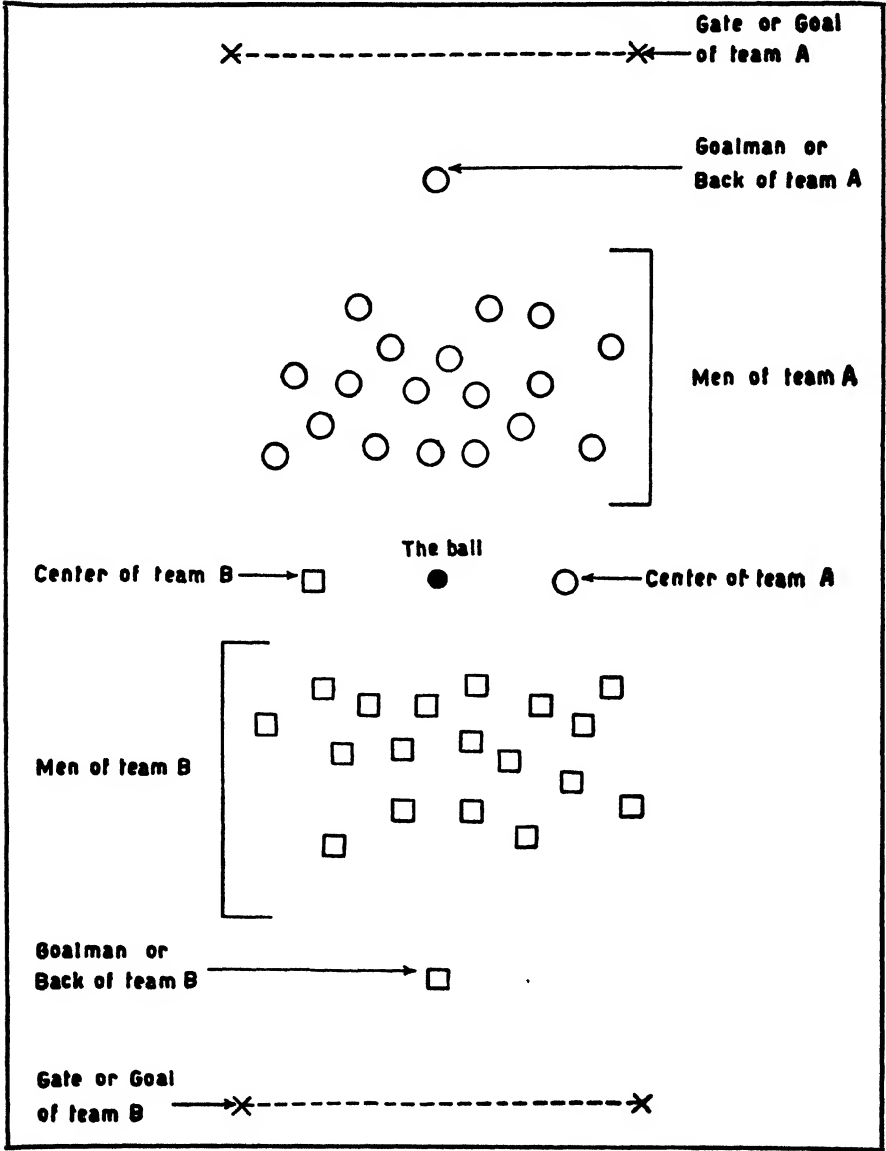 Gate or Goal
of team A
Goalman or
Back of team A
Men of team A
The ball
Center of team B
Center of team A
Men of team B
Goalman or
Back of team B
Gate or Goal
of team B